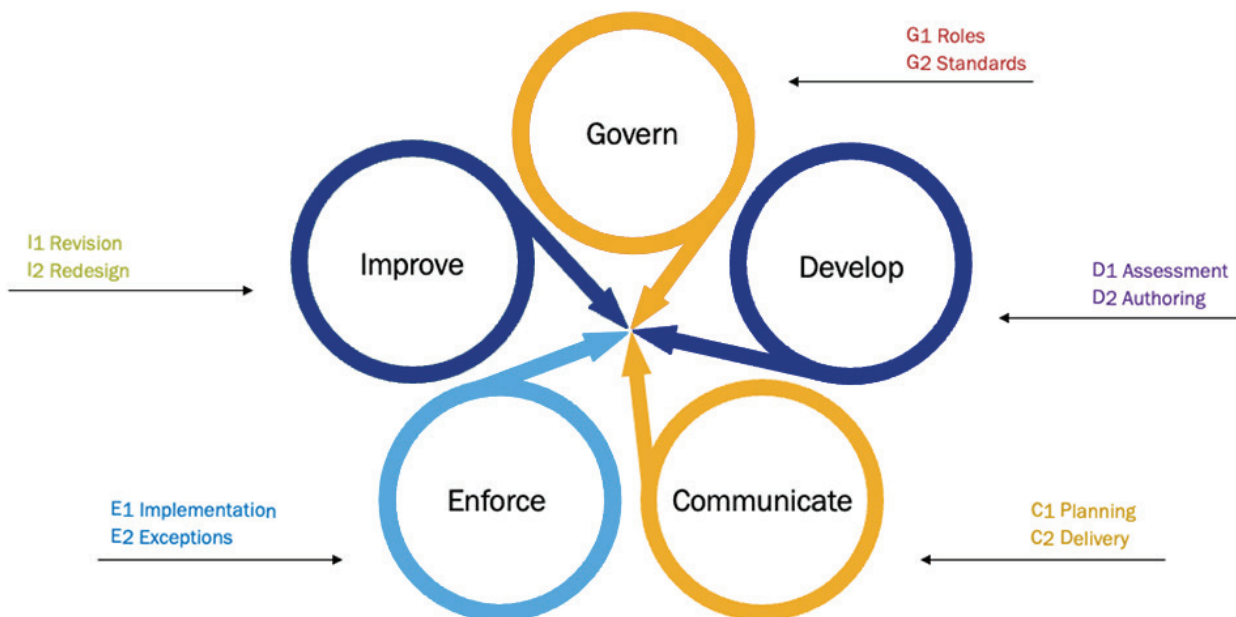 G1 Roles
G2 Standards
Govern
Improve
Develop
I1 Revision
I2 Redesign
D1 Assessment
D2 Authoring
Enforce
Communicate
E1 Implementation
E2 Exceptions
C1 Planning
C2 Delivery